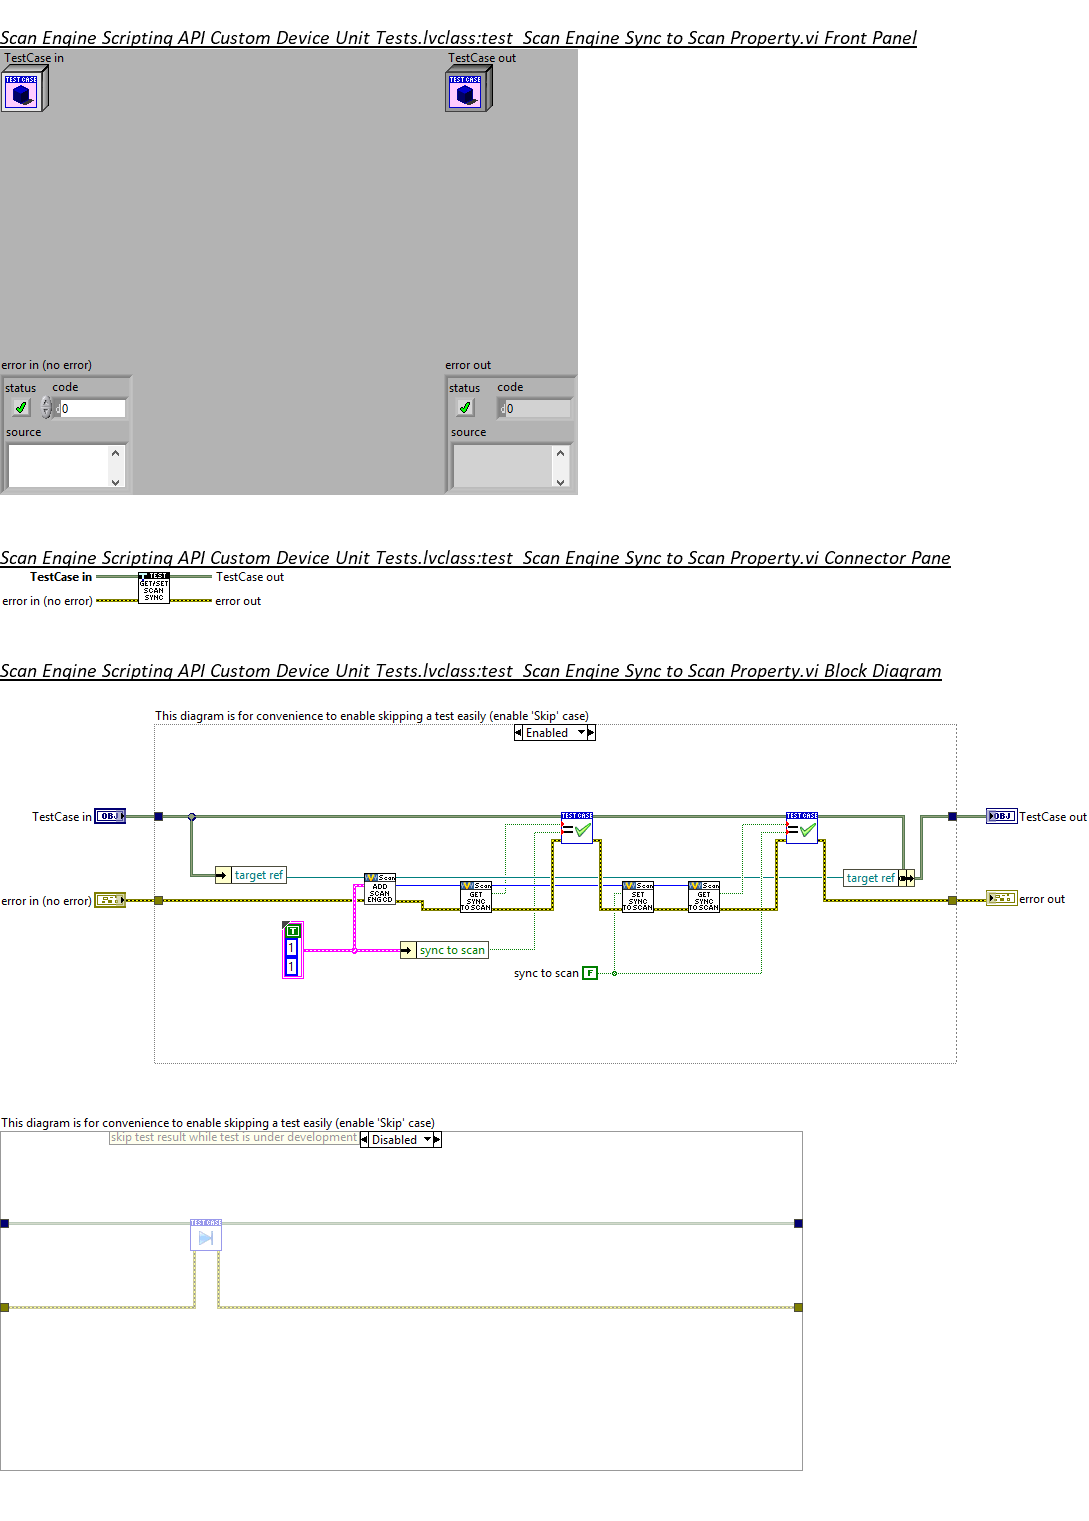 Scan Engine Scripting API Custom Device Unit Tests.lvclass:test  Scan Engine Sync to Scan Property.vi Front Panel
TestCase in
TestCase out
TEST CASE
TEST CASE
error in (no error)
error out
status
code
status
code
d
0
d
0
source
source
Scan Engine Scripting API Custom Device Unit Tests.lvclass:test  Scan Engine Sync to Scan Property.vi Connector Pane
TestCase in
TEST
GET/SET
SCAN
SYNC
TestCase out
error in (no error)
error out
Scan Engine Scripting API Custom Device Unit Tests.lvclass:test  Scan Engine Sync to Scan Property.vi Block Diagram
This diagram is for convenience to enable skipping a test easily (enable 'Skip' case)
Enabled
TestCase in
OBJ
TEST CASE
TEST CASE
OBJ
TestCase out
target ref
Scan
ADD
SCAN
ENG CD
Scan
GET
SYNC
TO SCAN
Scan
SET
SYNC
TO SCAN
Scan
GET
SYNC
TO SCAN
target ref
error in (no error)
error out
T
1
1
sync to scan
sync to scan
F
This diagram is for convenience to enable skipping a test easily (enable 'Skip' case)
skip test result while test is under development
Disabled
TEST CASE